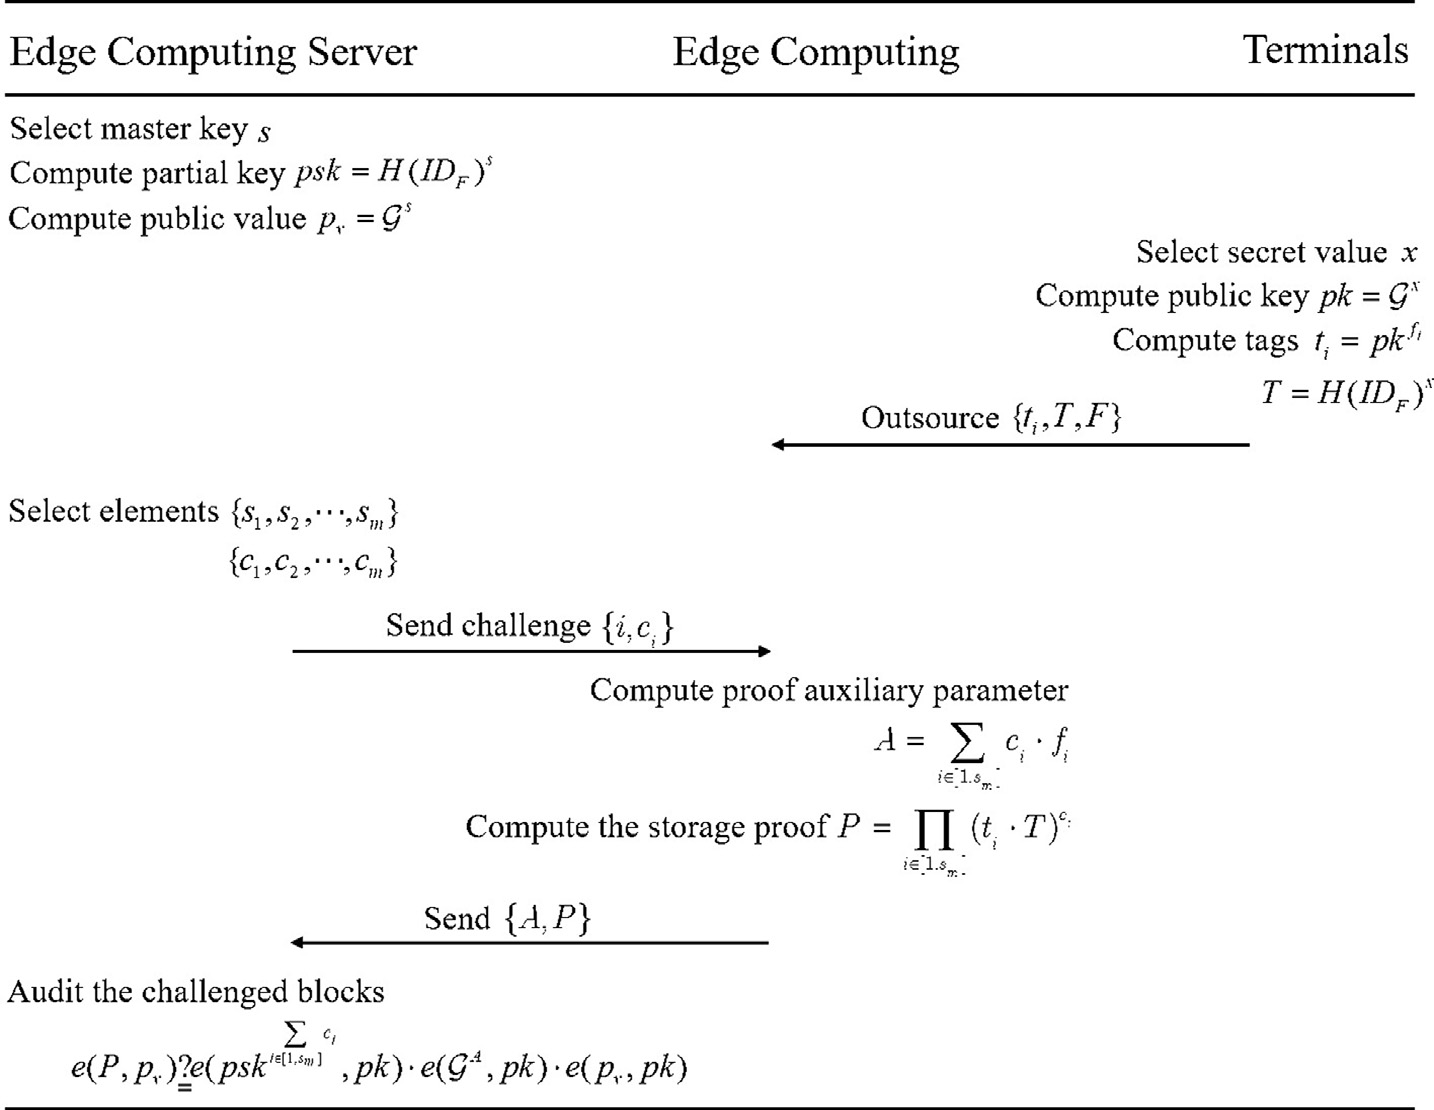 Edge Computing Server Edge Computing Terminals
Select master key s
Compute partial key psk = H(ID_F)^s
Compute public value p_v = 𝒢^s
Select secret value x
Compute public key pk = 𝒢^x
Compute tags t_i = pk^{f_i}
T = H(ID_F)^x
Outsource {t_i, T, F}
Select elements {s_1, s_2, ⋯, s_m}
{c_1, c_2, ⋯, c_m}
Send challenge {i, c_i}
Compute proof auxiliary parameter
A = ∑_{i∈[1.s_m]} c_i · f_i
Compute the storage proof P = ∏_{i∈[1.s_m]} (t_i · T)^{c_i}
Send {A, P}
Audit the challenged blocks
e(P, p_v) ?= e(psk^{∑_{i∈[1,s_m]} c_i}, pk) · e(𝒢^A, pk) · e(p_v, pk)